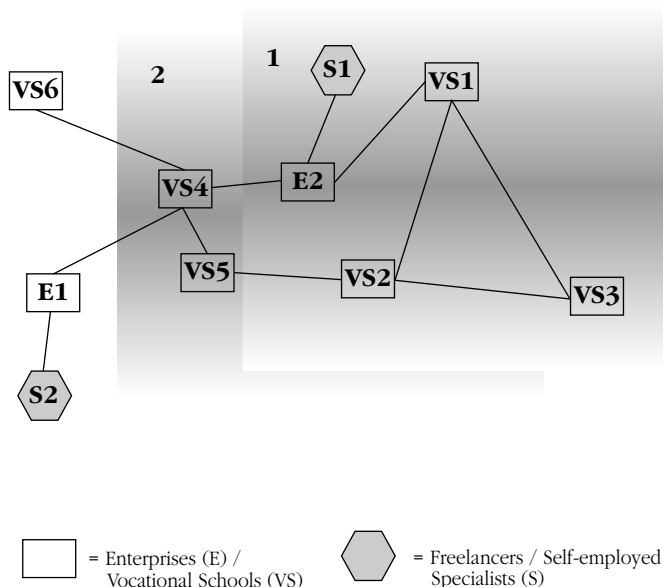 1
2
S1
VS1
VS6
E2
VS4
VS5
VS2
E1
VS3
S2
= Enterprises (E) /
Vocational Schools (VS)
= Freelancers / Self-employed
Specialists (S)